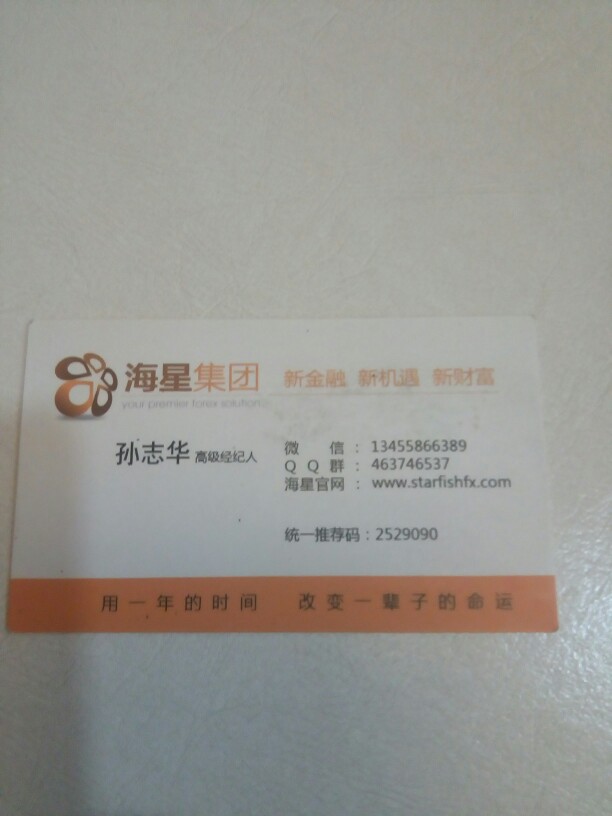 海星集团 新金融 新机遇 新财富
your premier forex solution
孙志华 高级经纪人
微 信：13455866389
Q Q 群：463746537
海星官网：www.starfishfx.com
统一推荐码：2529090
用一年的时间 改变一辈子的命运